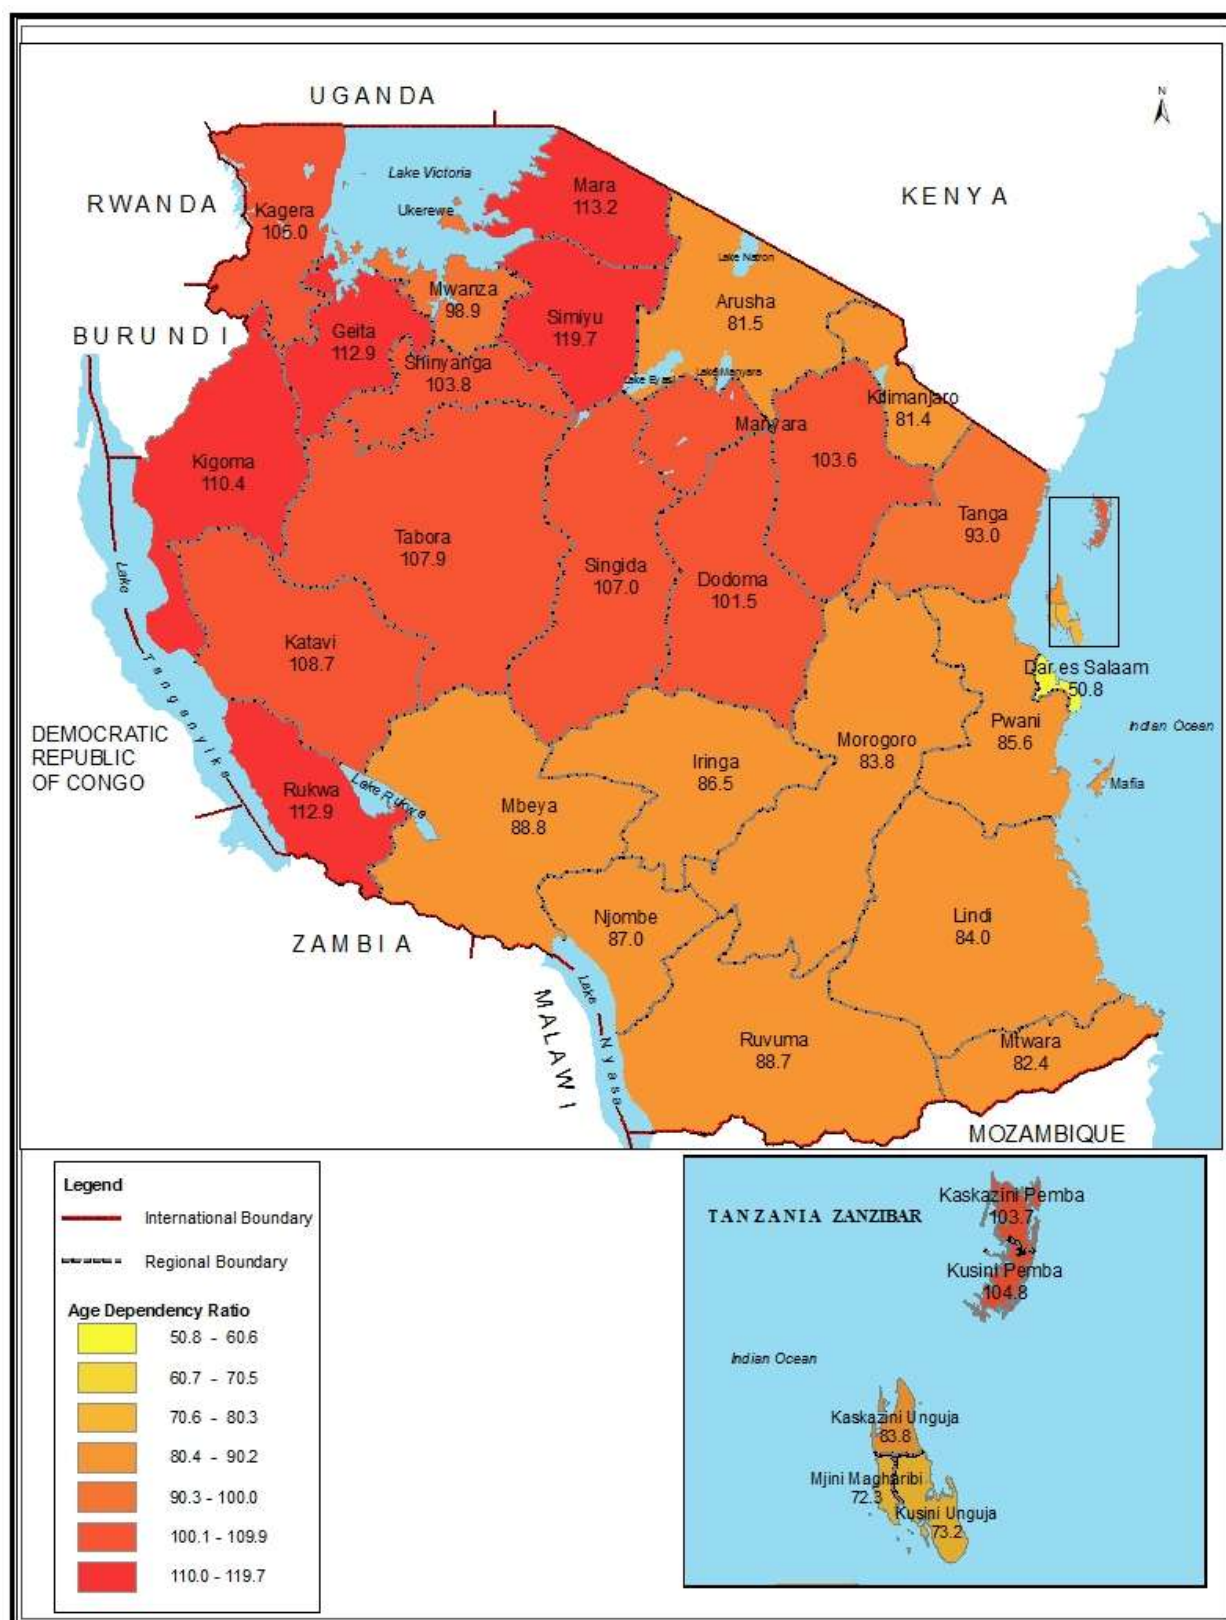 N
UGANDA
RWANDA
KENYA
BURUNDI
Lake Victoria
Ukerewe
Mara
113.2
Kagera
105.0
Lake Natron
Mwanza
98.9
Arusha
81.5
Simiyu
119.7
Geita
112.9
Shinyanga
103.8
Lake Eyasi
Lake Manyara
Kilimanjaro
81.4
Manyara
103.6
Kigoma
110.4
Tabora
107.9
Singida
107.0
Dodoma
101.5
Tanga
93.0
Katavi
108.7
Lake Tanganyika
Dar es Salaam
50.8
Indian Ocean
Pwani
85.6
Mafia
Morogoro
83.8
Iringa
86.5
DEMOCRATIC
REPUBLIC
OF CONGO
Rukwa
112.9
Lake Rukwa
Mbeya
88.8
Njombe
87.0
Lindi
84.0
ZAMBIA
MALAWI
Lake Nyasa
Ruvuma
88.7
Mtwara
82.4
MOZAMBIQUE
Legend
International Boundary
Regional Boundary
Age Dependency Ratio
50.8 - 60.6
60.7 - 70.5
70.6 - 80.3
80.4 - 90.2
90.3 - 100.0
100.1 - 109.9
110.0 - 119.7
TANZANIA ZANZIBAR
Kaskazini Pemba
103.7
Kusini Pemba
104.8
Indian Ocean
Kaskazini Unguja
83.8
Mjini Magharibi
72.3
Kusini Unguja
73.2